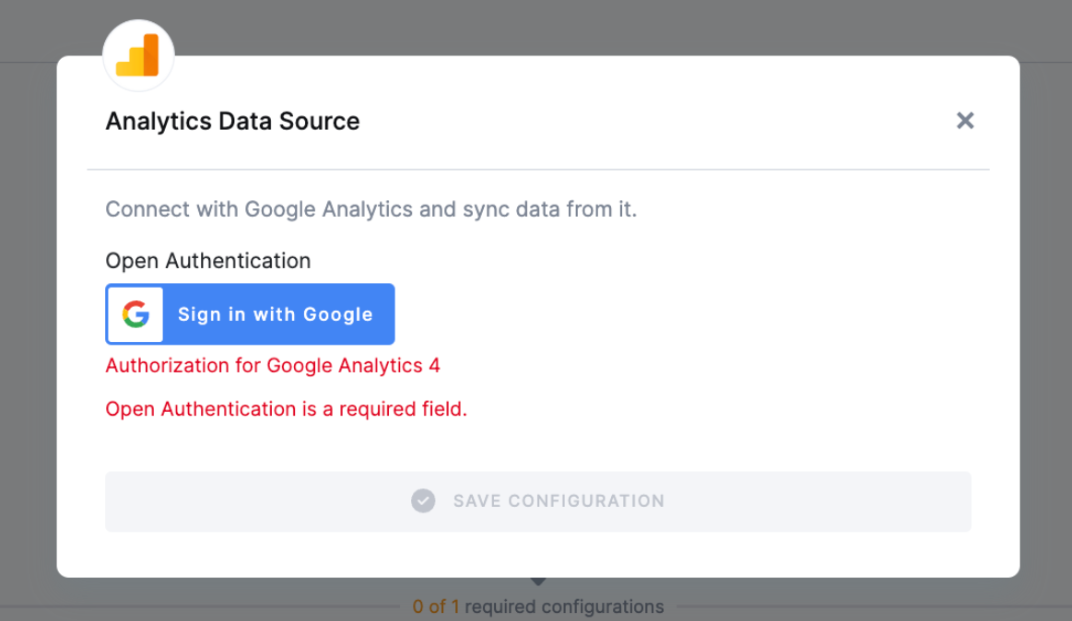 Analytics Data Source
Connect with Google Analytics and sync data from it.
Open Authentication
Sign in with Google
Authorization for Google Analytics 4
Open Authentication is a required field.
SAVE CONFIGURATION
0 of 1 required configurations